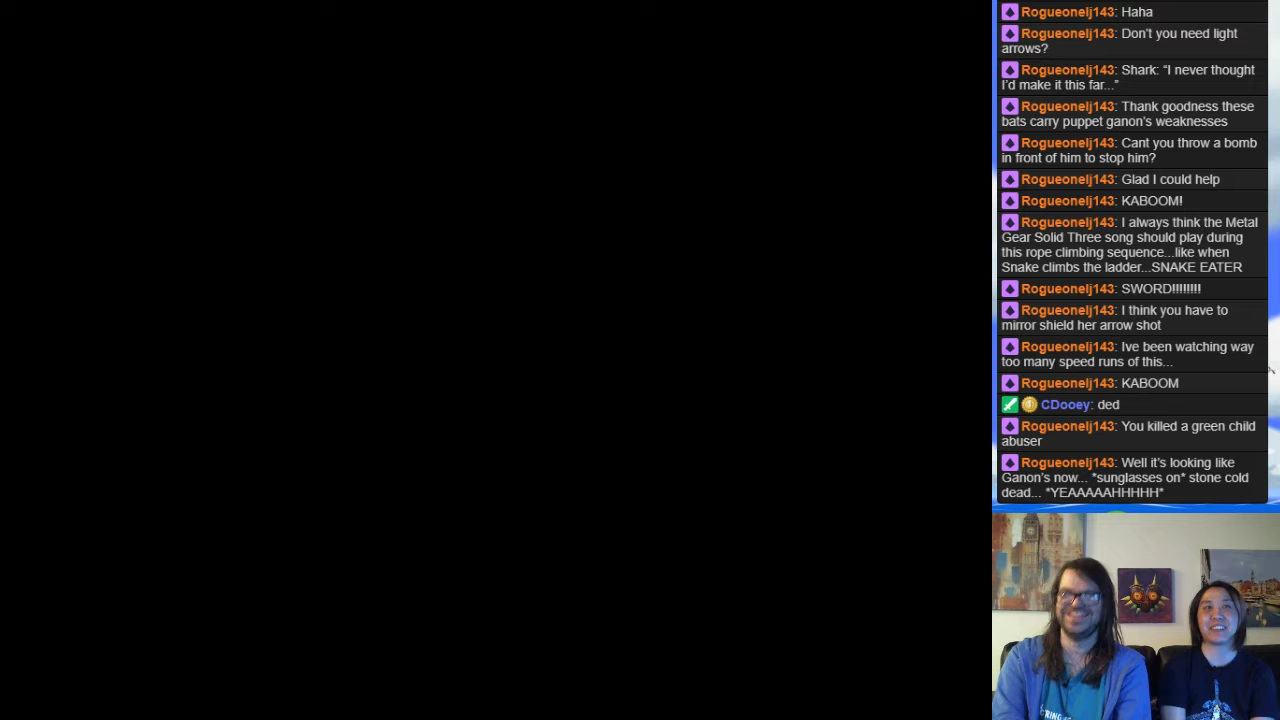 Rogueonelj143: Haha
Rogueonelj143: Don't you need light
arrows?
Rogueonelj143: Shark: “I never thought
I'd make it this far...”
Rogueonelj143: Thank goodness these
bats carry puppet ganon's weaknesses
Rogueonelj143: Cant you throw a bomb
in front of him to stop him?
Rogueonelj143: Glad I could help
Rogueonelj143: KABOOM!
Rogueonelj143: I always think the Metal
Gear Solid Three song should play during
this rope climbing sequence...like when
Snake climbs the ladder...SNAKE EATER
Rogueonelj143: SWORD!!!!!!!!
Rogueonelj143: I think you have to
mirror shield her arrow shot
Rogueonelj143: Ive been watching way
too many speed runs of this...
Rogueonelj143: KABOOM
CDooey: ded
Rogueonelj143: You killed a green child
abuser
Rogueonelj143: Well it's looking like
Ganon's now... *sunglasses on* stone cold
dead... *YEAAAAAHHHHH*